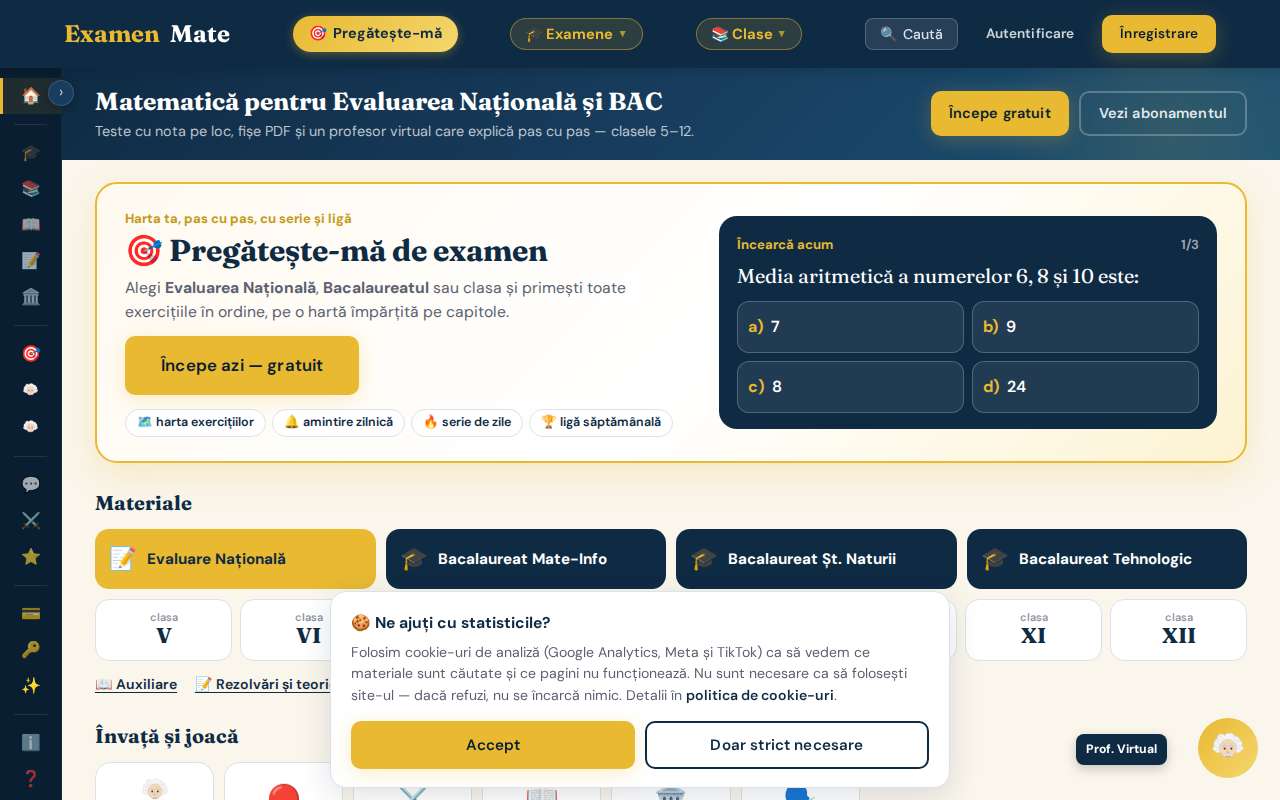 Examen Mate
Pregătește-mă
Examene
Clase
Caută
Autentificare
Înregistrare
Matematică pentru Evaluarea Națională și BAC
Teste cu nota pe loc, fișe PDF și un profesor virtual care explică pas cu pas — clasele 5–12.
Începe gratuit
Vezi abonamentul
Harta ta, pas cu pas, cu serie și ligă
Pregătește-mă de examen
Alegi Evaluarea Națională, Bacalaureatul sau clasa și primești toate
exercițiile în ordine, pe o hartă împărțită pe capitole.
Începe azi — gratuit
harta exercițiilor
amintire zilnică
serie de zile
ligă săptămânală
Încearcă acum
1/3
Media aritmetică a numerelor 6, 8 și 10 este:
a) 7
b) 9
c) 8
d) 24
Materiale
Evaluare Națională
Bacalaureat Mate-Info
Bacalaureat Șt. Naturii
Bacalaureat Tehnologic
clasa
V
clasa
VI
clasa
XI
clasa
XII
Auxiliare
Rezolvări și teorie
Ne ajuți cu statisticile?
Folosim cookie-uri de analiză (Google Analytics, Meta și TikTok) ca să vedem ce
materiale sunt căutate și ce pagini nu funcționează. Nu sunt necesare ca să folosești
site-ul — dacă refuzi, nu se încarcă nimic. Detalii în politica de cookie-uri.
Accept
Doar strict necesare
Învață și joacă
Prof. Virtual